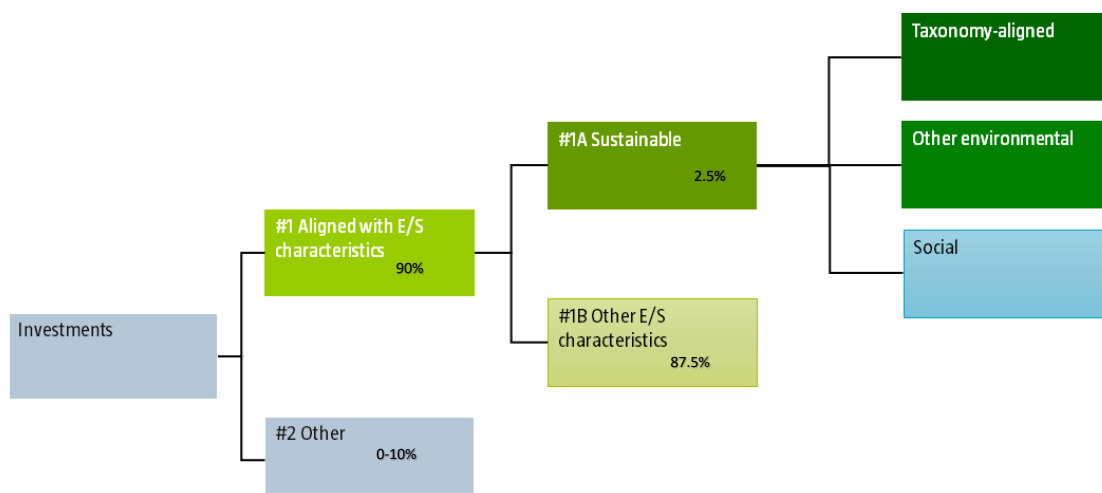 Taxonomy-aligned
#1A Sustainable
2.5%
Other environmental
#1 Aligned with E/S
characteristics
90%
Social
Investments
#1B Other E/S
characteristics
87.5%
#2 Other
0-10%